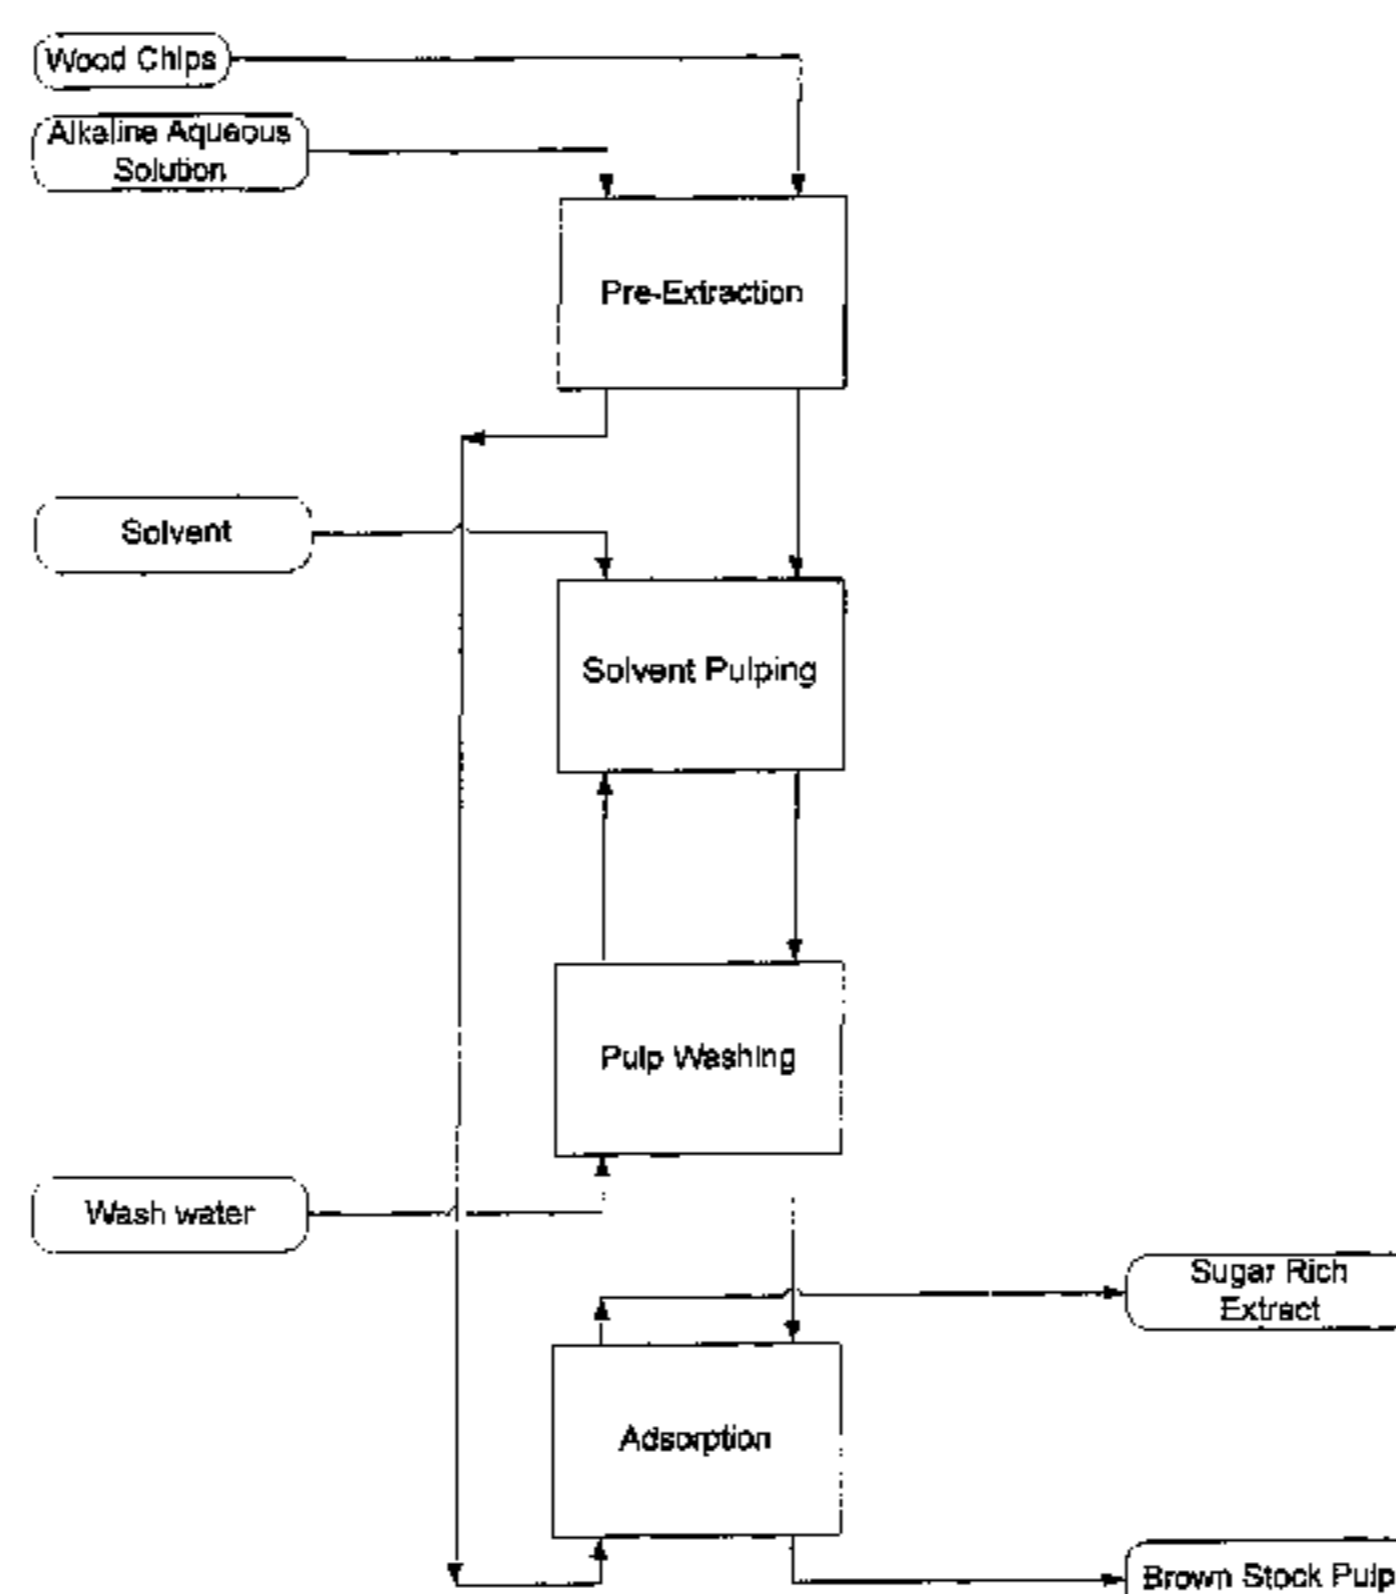 Wood Chips
Alkaline Aqueous
Solution
Pre-Extraction
Solvent
Solvent Pulping
Pulp Washing
Wash water
Sugar Rich
Extract
Adsorption
Brown Stock Pulp